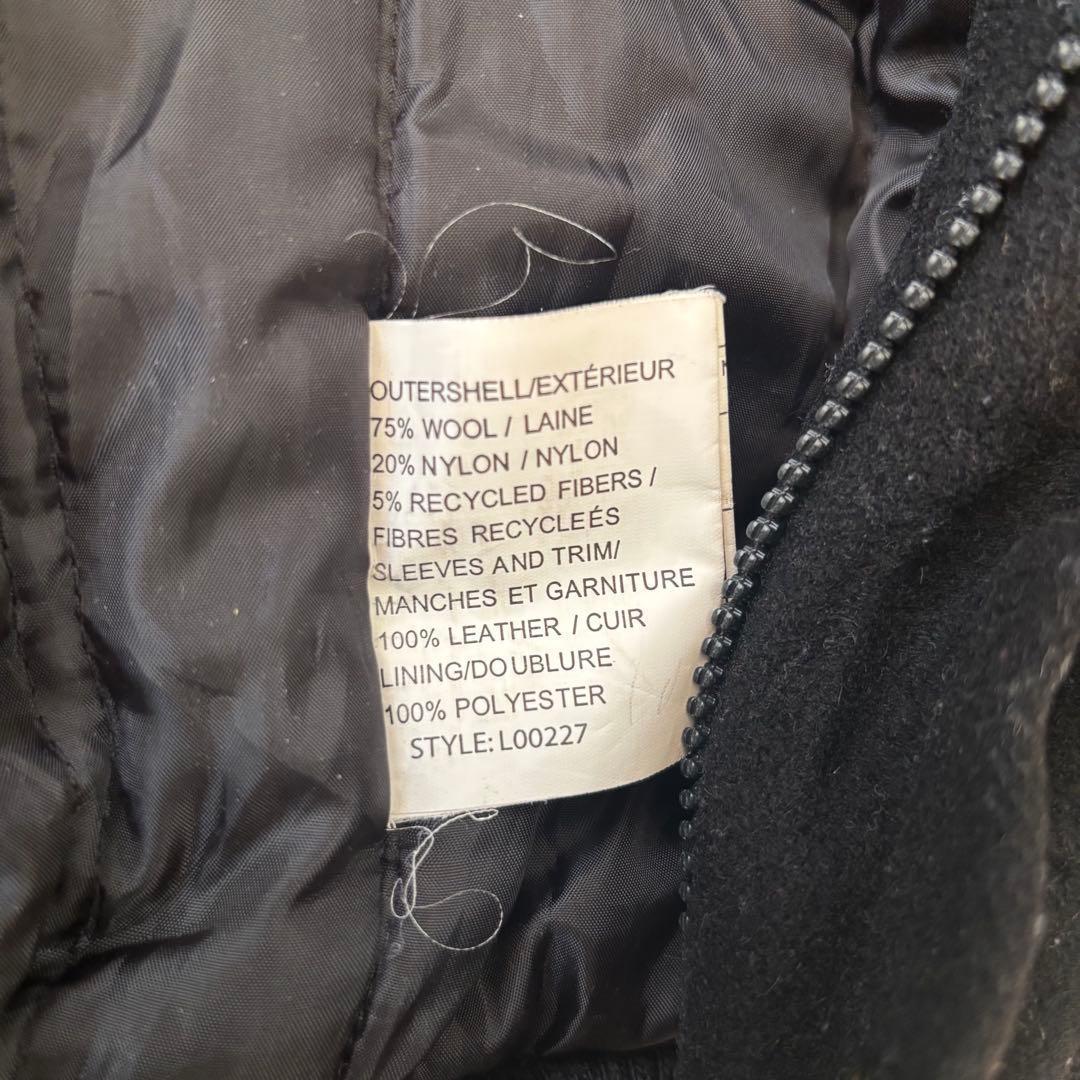 OUTERSHELL/EXTÉRIEUR
75% WOOL / LAINE
20% NYLON / NYLON
5% RECYCLED FIBERS /
FIBRES RECYCLEÉS
SLEEVES AND TRIM/
MANCHES ET GARNITURE
100% LEATHER / CUIR
LINING/DOUBLURE
100% POLYESTER
STYLE: L00227